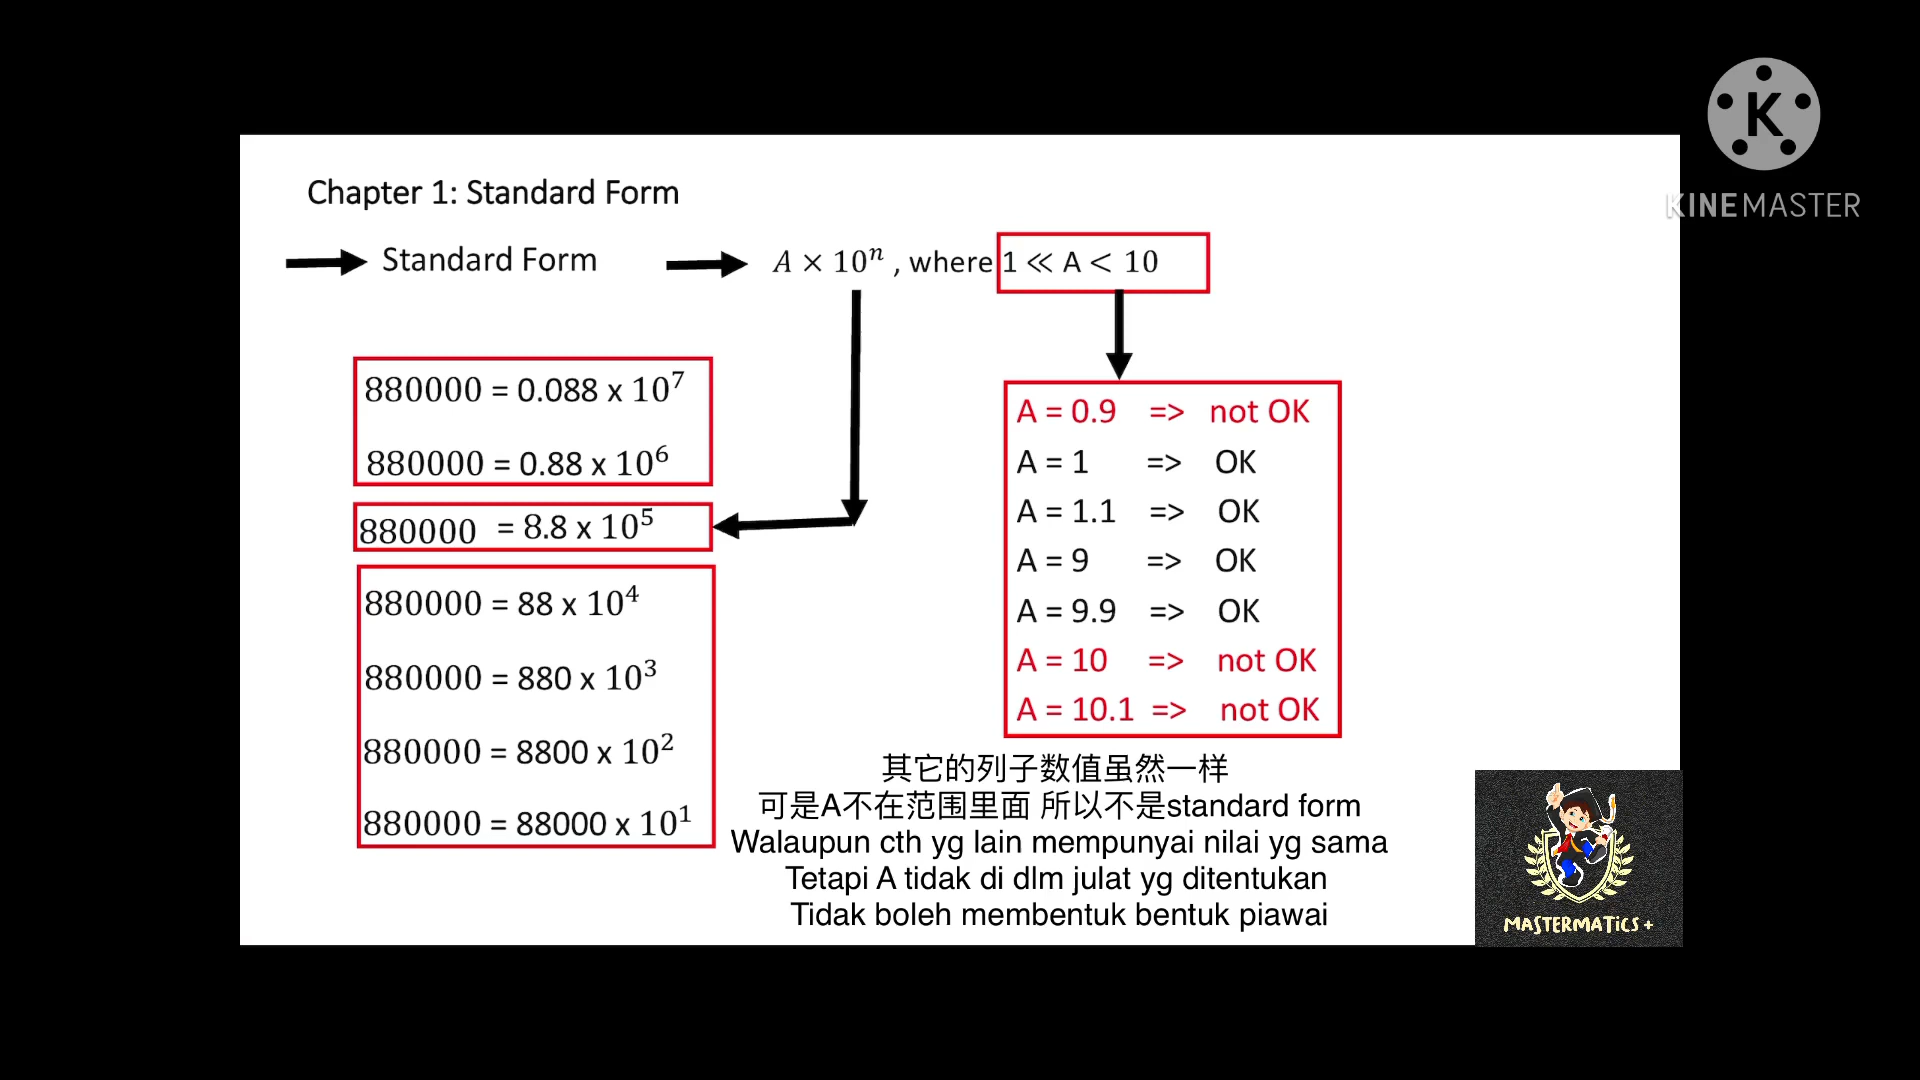 K
KINEMASTER
Chapter 1: Standard Form
Standard Form
A × 10ⁿ , where 1 ≪ A < 10
880000 = 0.088 x 10⁷
880000 = 0.88 x 10⁶
880000 = 8.8 x 10⁵
880000 = 88 x 10⁴
880000 = 880 x 10³
880000 = 8800 x 10²
880000 = 88000 x 10¹
A = 0.9 => not OK
A = 1 => OK
A = 1.1 => OK
A = 9 => OK
A = 9.9 => OK
A = 10 => not OK
A = 10.1 => not OK
其它的列子数值虽然一样
可是A不在范围里面 所以不是standard form
Walaupun cth yg lain mempunyai nilai yg sama
Tetapi A tidak di dlm julat yg ditentukan
Tidak boleh membentuk bentuk piawai
MASTERMATiCS +